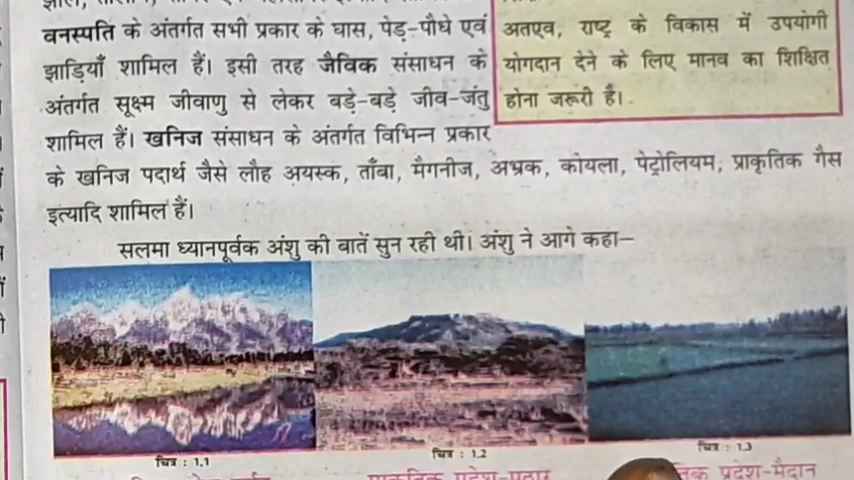 वनस्पति के अंतर्गत सभी प्रकार के घास, पेड़-पौधे एवं
झाड़ियाँ शामिल हैं। इसी तरह जैविक संसाधन के
अंतर्गत सूक्ष्म जीवाणु से लेकर बड़े-बड़े जीव-जंतु
शामिल हैं। खनिज संसाधन के अंतर्गत विभिन्न प्रकार
अतएव, राष्ट्र के विकास में उपयोगी
योगदान देने के लिए मानव का शिक्षित
होना जरूरी है।
के खनिज पदार्थ जैसे लौह अयस्क, ताँबा, मैगनीज, अभ्रक, कोयला, पेट्रोलियम, प्राकृतिक गैस
इत्यादि शामिल हैं।
सलमा ध्यानपूर्वक अंशु की बातें सुन रही थी। अंशु ने आगे कहा—
चित्र : 1.1
चित्र : 1.2
चित्र : 1.3
प्राकृतिक प्रदेश-पठार
प्रदेश-मैदान